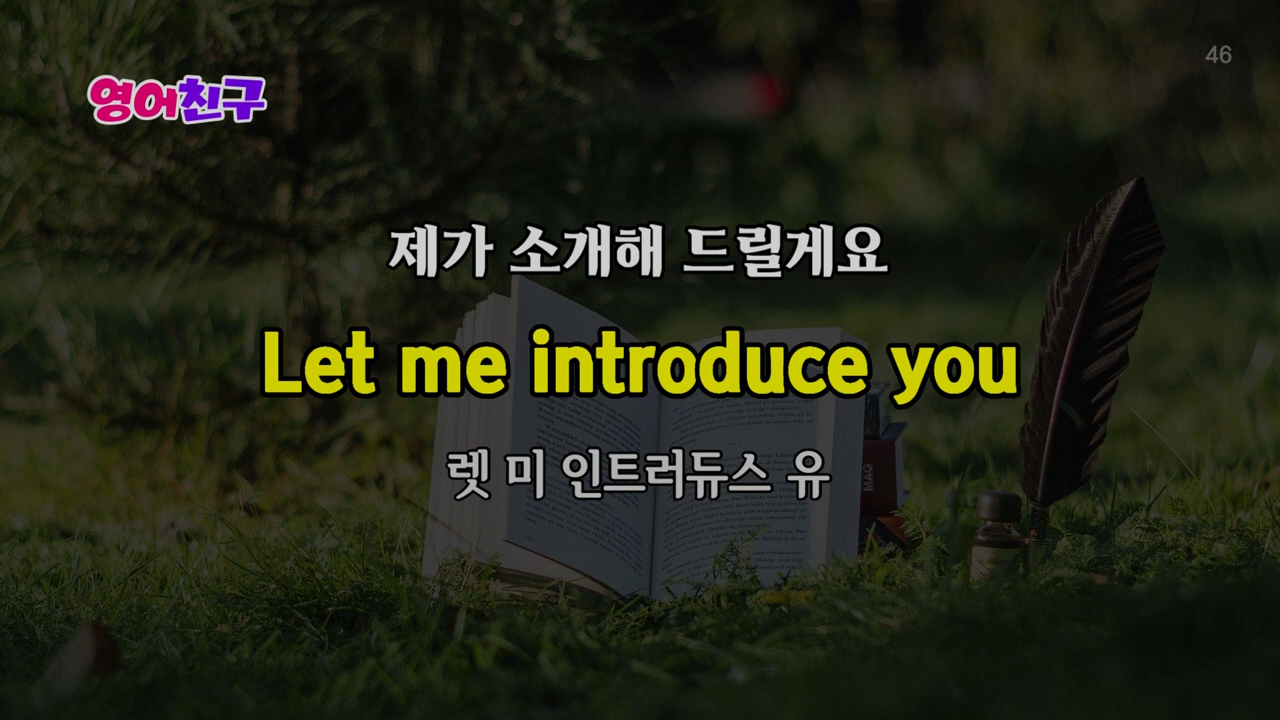 46
영어친구
제가 소개해 드릴게요
Let me introduce you
렛 미 인트러듀스 유
MAG